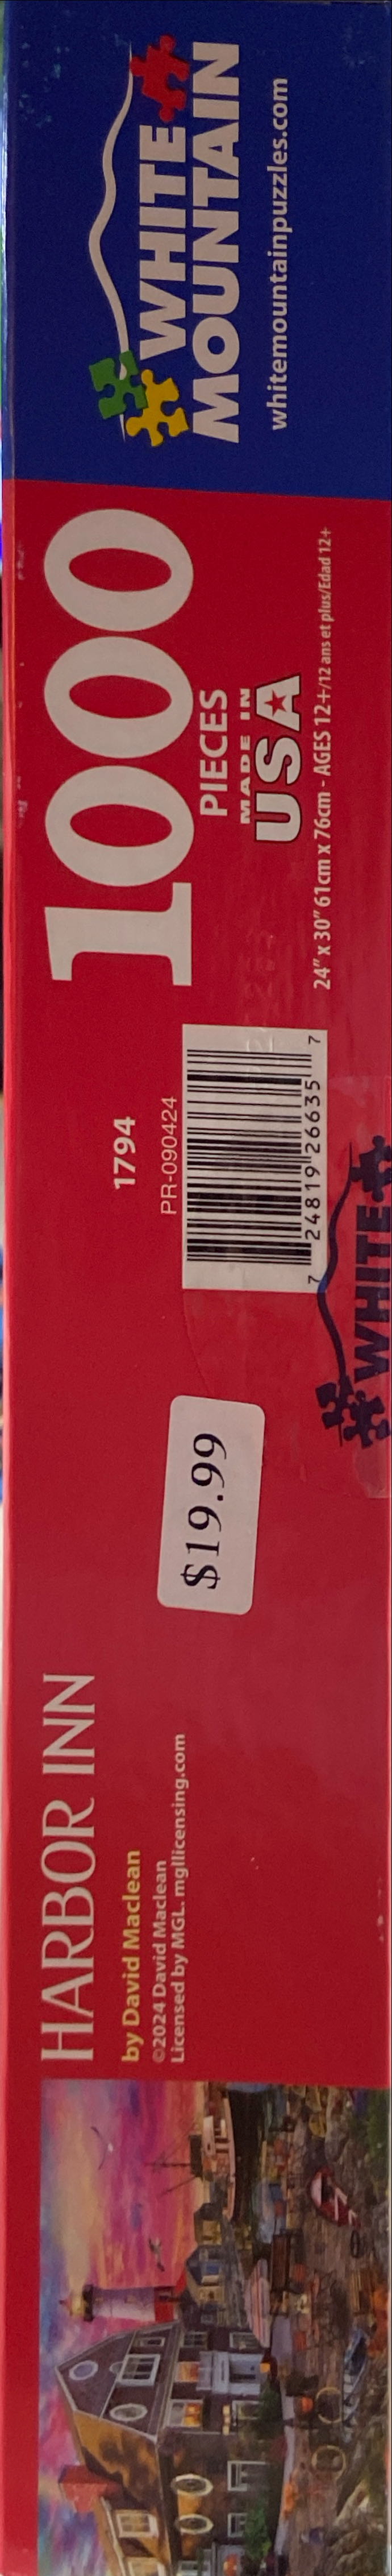 HARBOR INN
by David Maclean
©2024 David Maclean
Licensed by MGL. mgllicensing.com
$19.99
1794
PR-090424
7 24819 26635 7
WHITE
1000
PIECES
MADE IN
USA
24" x 30" 61cm x 76cm - AGES 12+/12 ans et plus/Edad 12+
WHITE
MOUNTAIN
whitemountainpuzzles.com